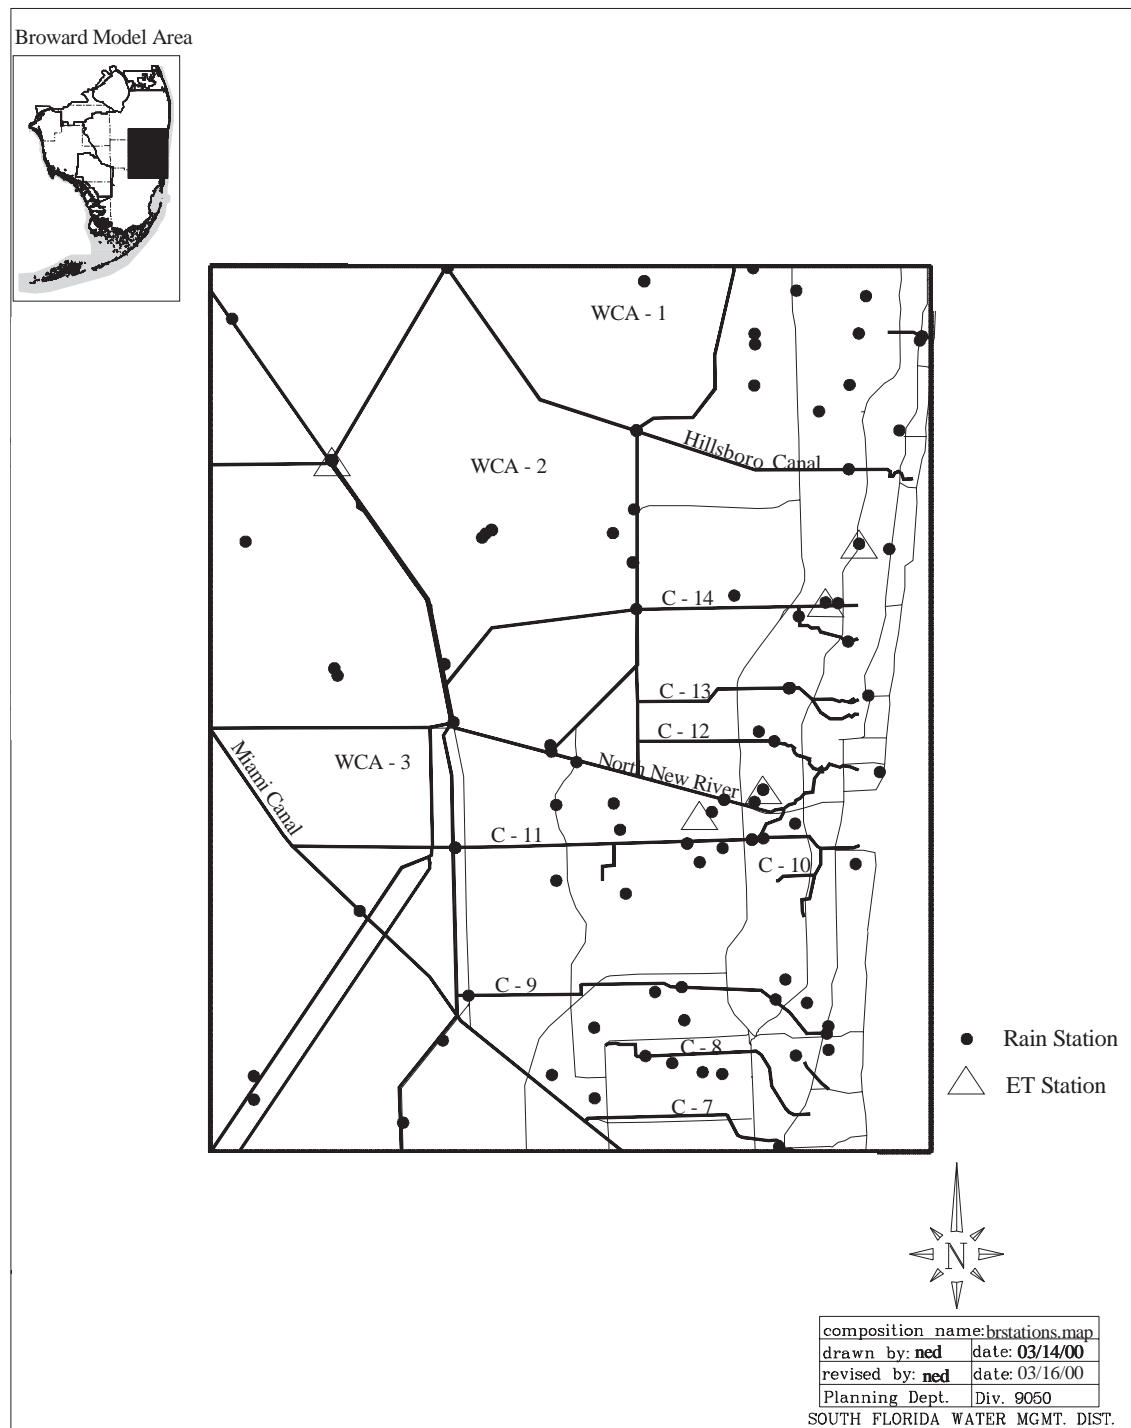 Broward Model Area
WCA - 1
Hillsboro Canal
WCA - 2
C - 14
C - 13
C - 12
WCA - 3
Miami Canal
North New River
C - 11
C - 10
C - 9
C - 8
C - 7
Rain Station
ET Station
N
composition name: brstations.map
drawn by: ned date: 03/14/00
revised by: ned date: 03/16/00
Planning Dept. Div. 9050
SOUTH FLORIDA WATER MGMT. DIST.